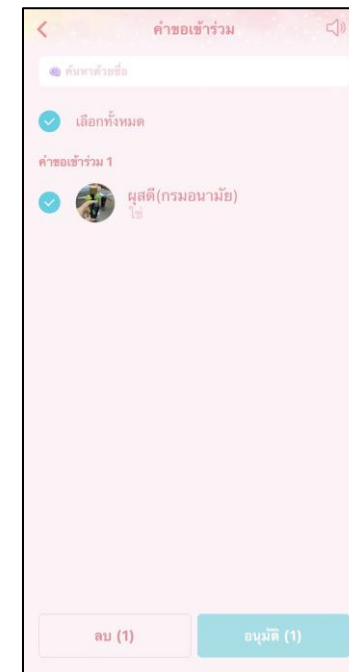 คำขอเข้าร่วม
ค้นหาด้วยชื่อ
เลือกทั้งหมด
คำขอเข้าร่วม 1
ผุสดี(กรมอนามัย)
ใช่
ลบ (1)
อนุมัติ (1)